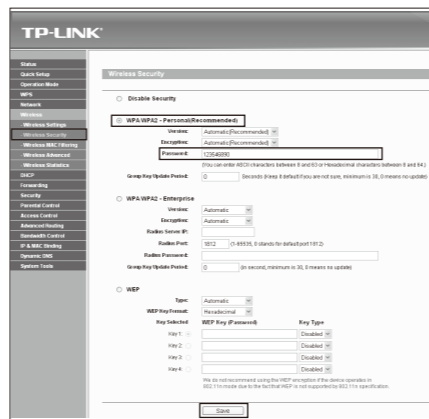 TP-LINK
Status
Quick Setup
Operation Mode
WPS
Network
Wireless
- Wireless Settings
- Wireless Security
- Wireless MAC Filtering
- Wireless Advanced
- Wireless Statistics
DHCP
Forwarding
Security
Parental Control
Access Control
Advanced Routing
Bandwidth Control
IP & MAC Binding
Dynamic DNS
System Tools
Wireless Security
Disable Security
WPA/WPA2 - Personal(Recommended)
Version: Automatic(Recommended)
Encryption: Automatic(Recommended)
Password:
(You can enter ASCII characters between 8 and 63 or Hexadecimal characters between 8 and 64.)
Group Key Update Period: 0 Seconds (Keep it default if you are not sure, minimum is 30, 0 means no update)
WPA/WPA2 - Enterprise
Version: Automatic
Encryption: Automatic
Radius Server IP:
Radius Port: 1812 (1-65535, 0 stands for default port 1812)
Radius Password:
Group Key Update Period: 0 (in second, minimum is 30, 0 means no update)
WEP
Type: Automatic
WEP Key Format: Hexadecimal
Key Selected WEP Key (Password) Key Type
Key 1: Disabled
Key 2: Disabled
Key 3: Disabled
Key 4: Disabled
We do not recommend using the WEP encryption if the device operates in
802.11n mode due to the fact that WEP is not supported by 802.11n specification.
Save